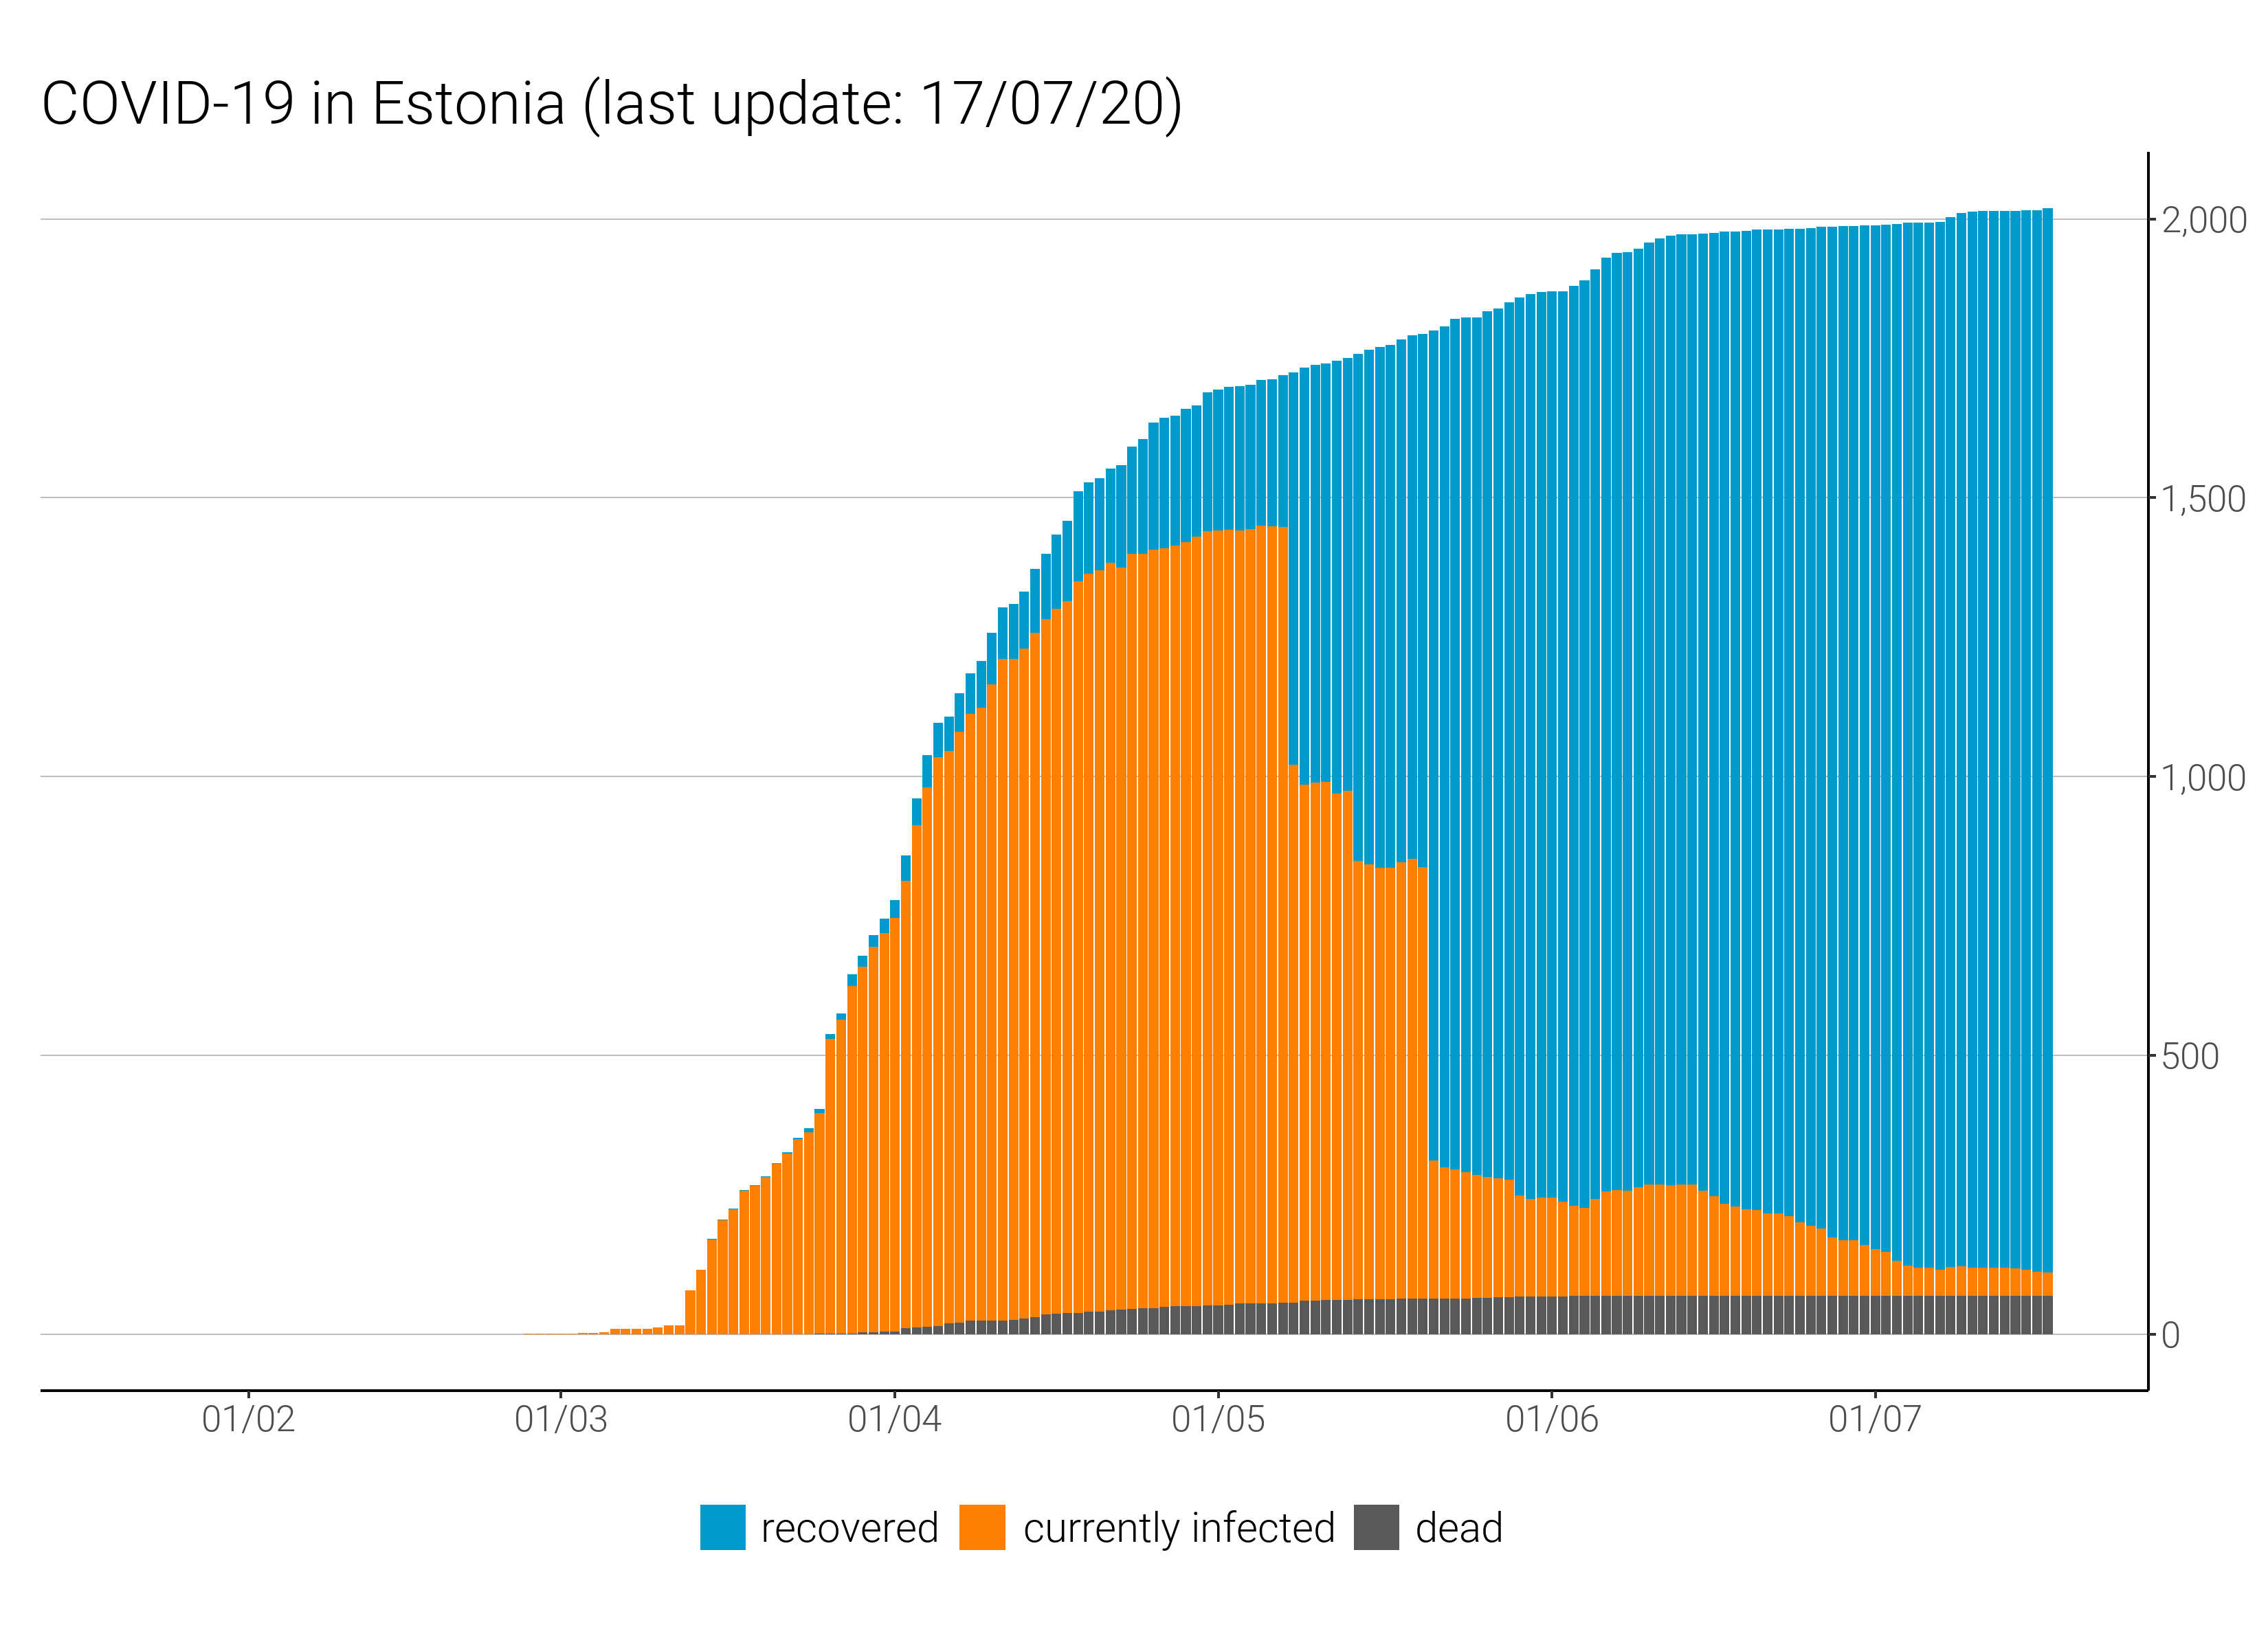 COVID-19 in Estonia (last update: 17/07/20)
2,000
1,500
1,000
500
0
01/02 01/03 01/04 01/05 01/06 01/07
recovered currently infected dead